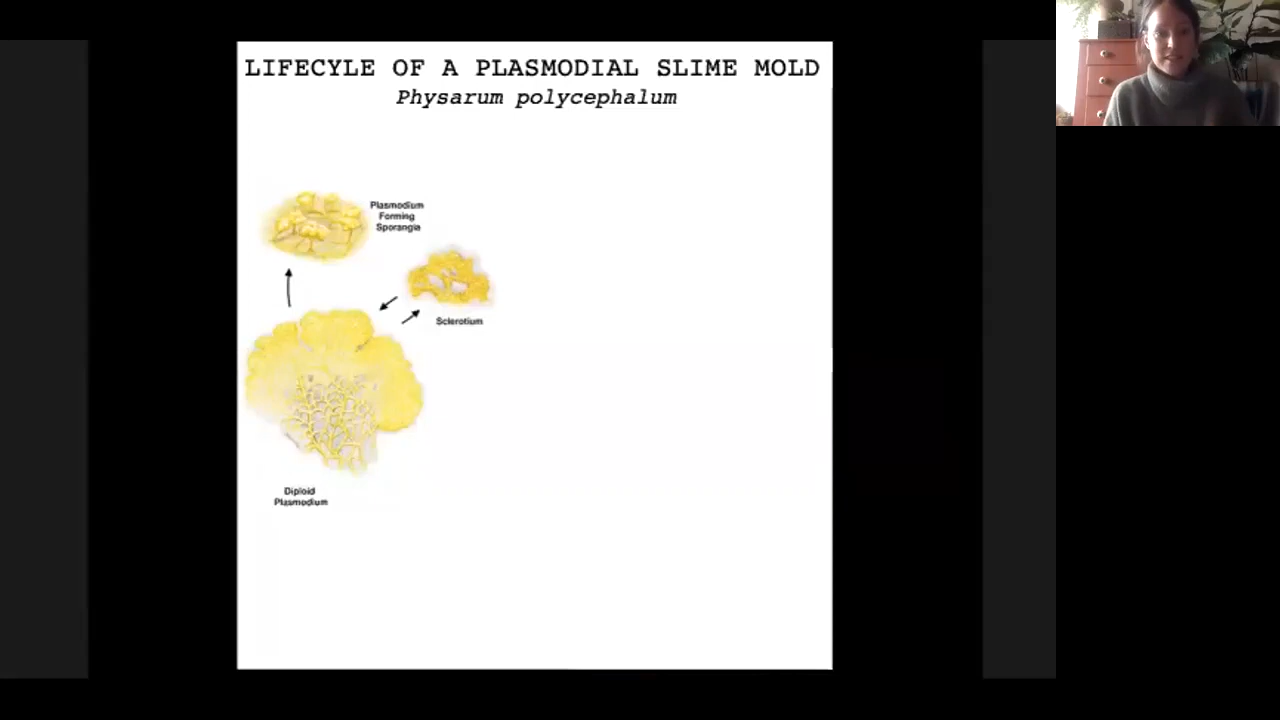 LIFECYLE OF A PLASMODIAL SLIME MOLD
Physarum polycephalum
Plasmodium
Forming
Sporangia
Sclerotium
Diploid
Plasmodium